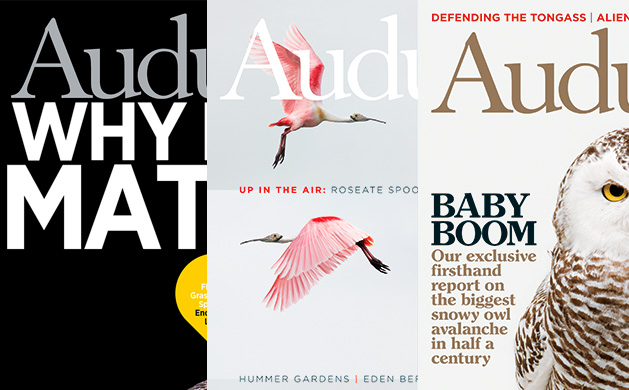 Audu
WHY
MAT
Audu
UP IN THE AIR: ROSEATE SPOO
HUMMER GARDENS | EDEN BER
DEFENDING THE TONGASS | ALIEN
Audu
BABY
BOOM
Our exclusive
firsthand
report on
the biggest
snowy owl
avalanche
in half a
century